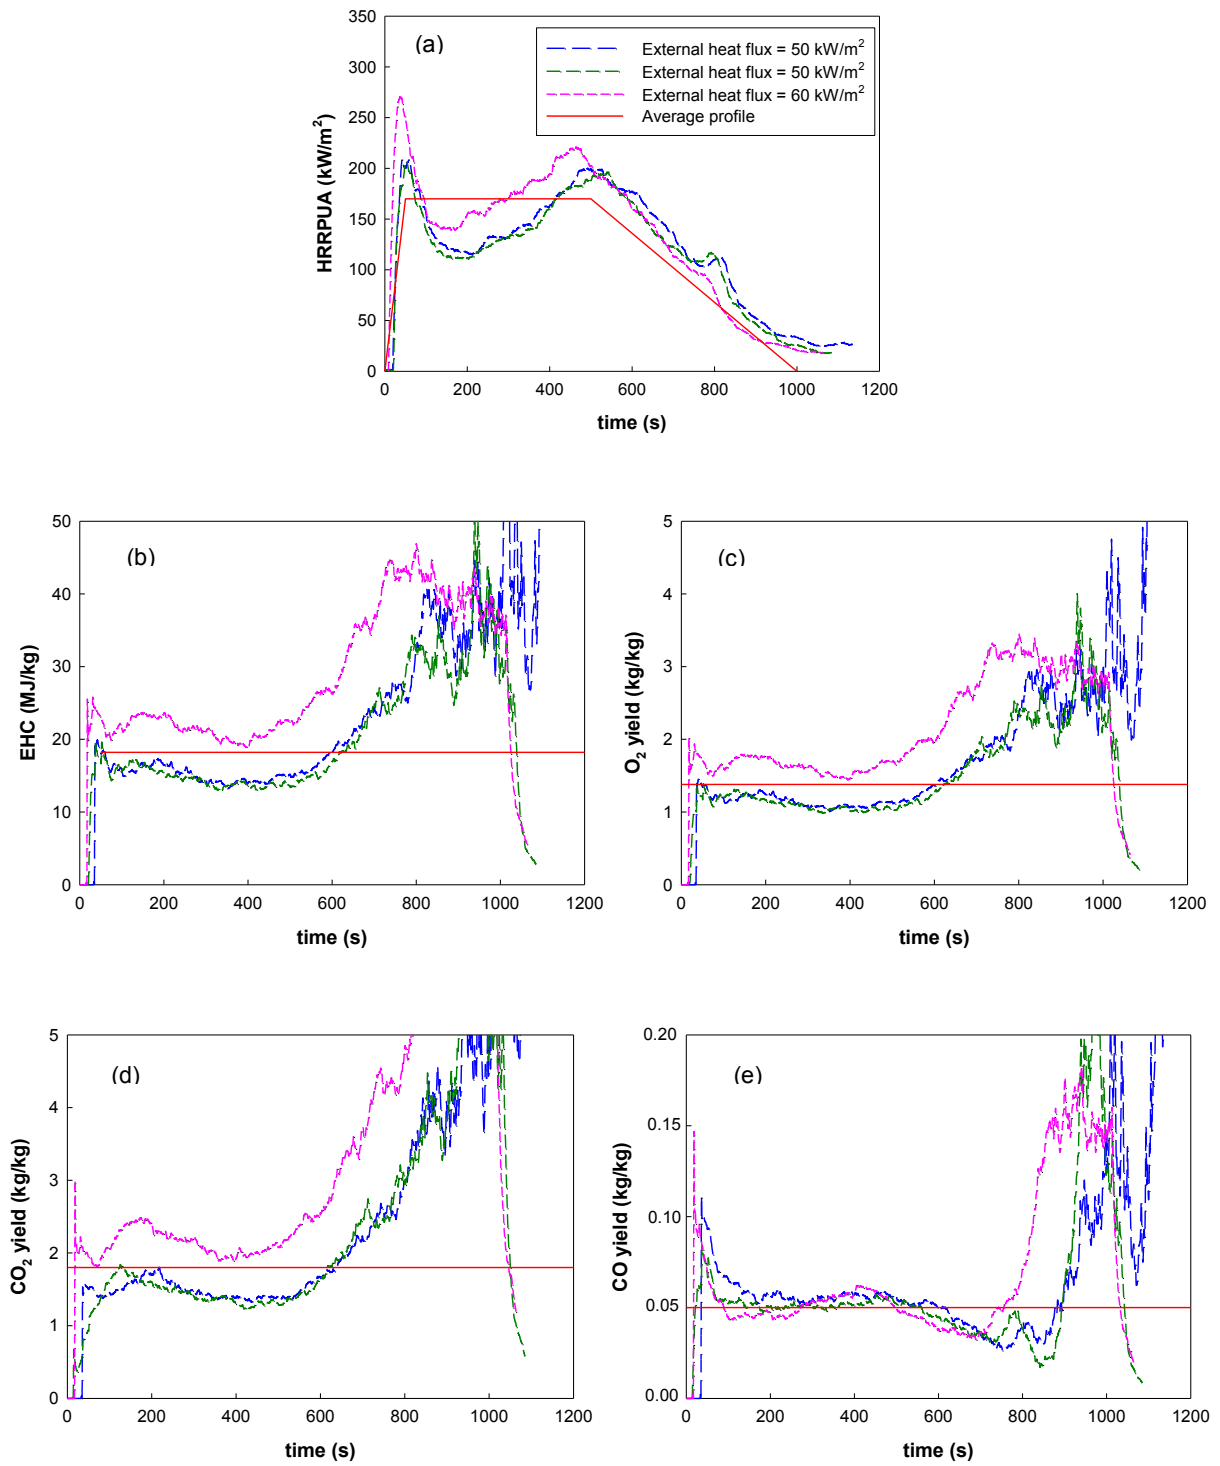 (a)
External heat flux = 50 kW/m²
External heat flux = 50 kW/m²
External heat flux = 60 kW/m²
Average profile
HRRPUA (kW/m²)
350
300
250
200
150
100
50
0
0 200 400 600 800 1000 1200
time (s)
(b)
EHC (MJ/kg)
50
40
30
20
10
0
0 200 400 600 800 1000 1200
time (s)
(c)
O₂ yield (kg/kg)
5
4
3
2
1
0
0 200 400 600 800 1000 1200
time (s)
(d)
CO₂ yield (kg/kg)
5
4
3
2
1
0
0 200 400 600 800 1000 1200
time (s)
(e)
CO yield (kg/kg)
0.20
0.15
0.10
0.05
0.00
0 200 400 600 800 1000 1200
time (s)